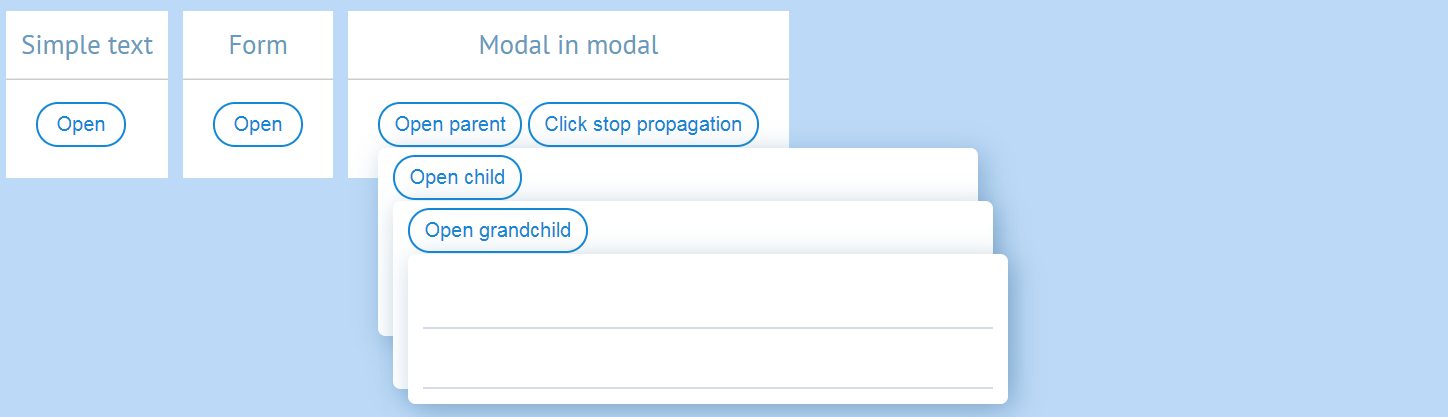 Simple text
Form
Modal in modal
Open
Open
Open parent
Click stop propagation
Open child
Open grandchild